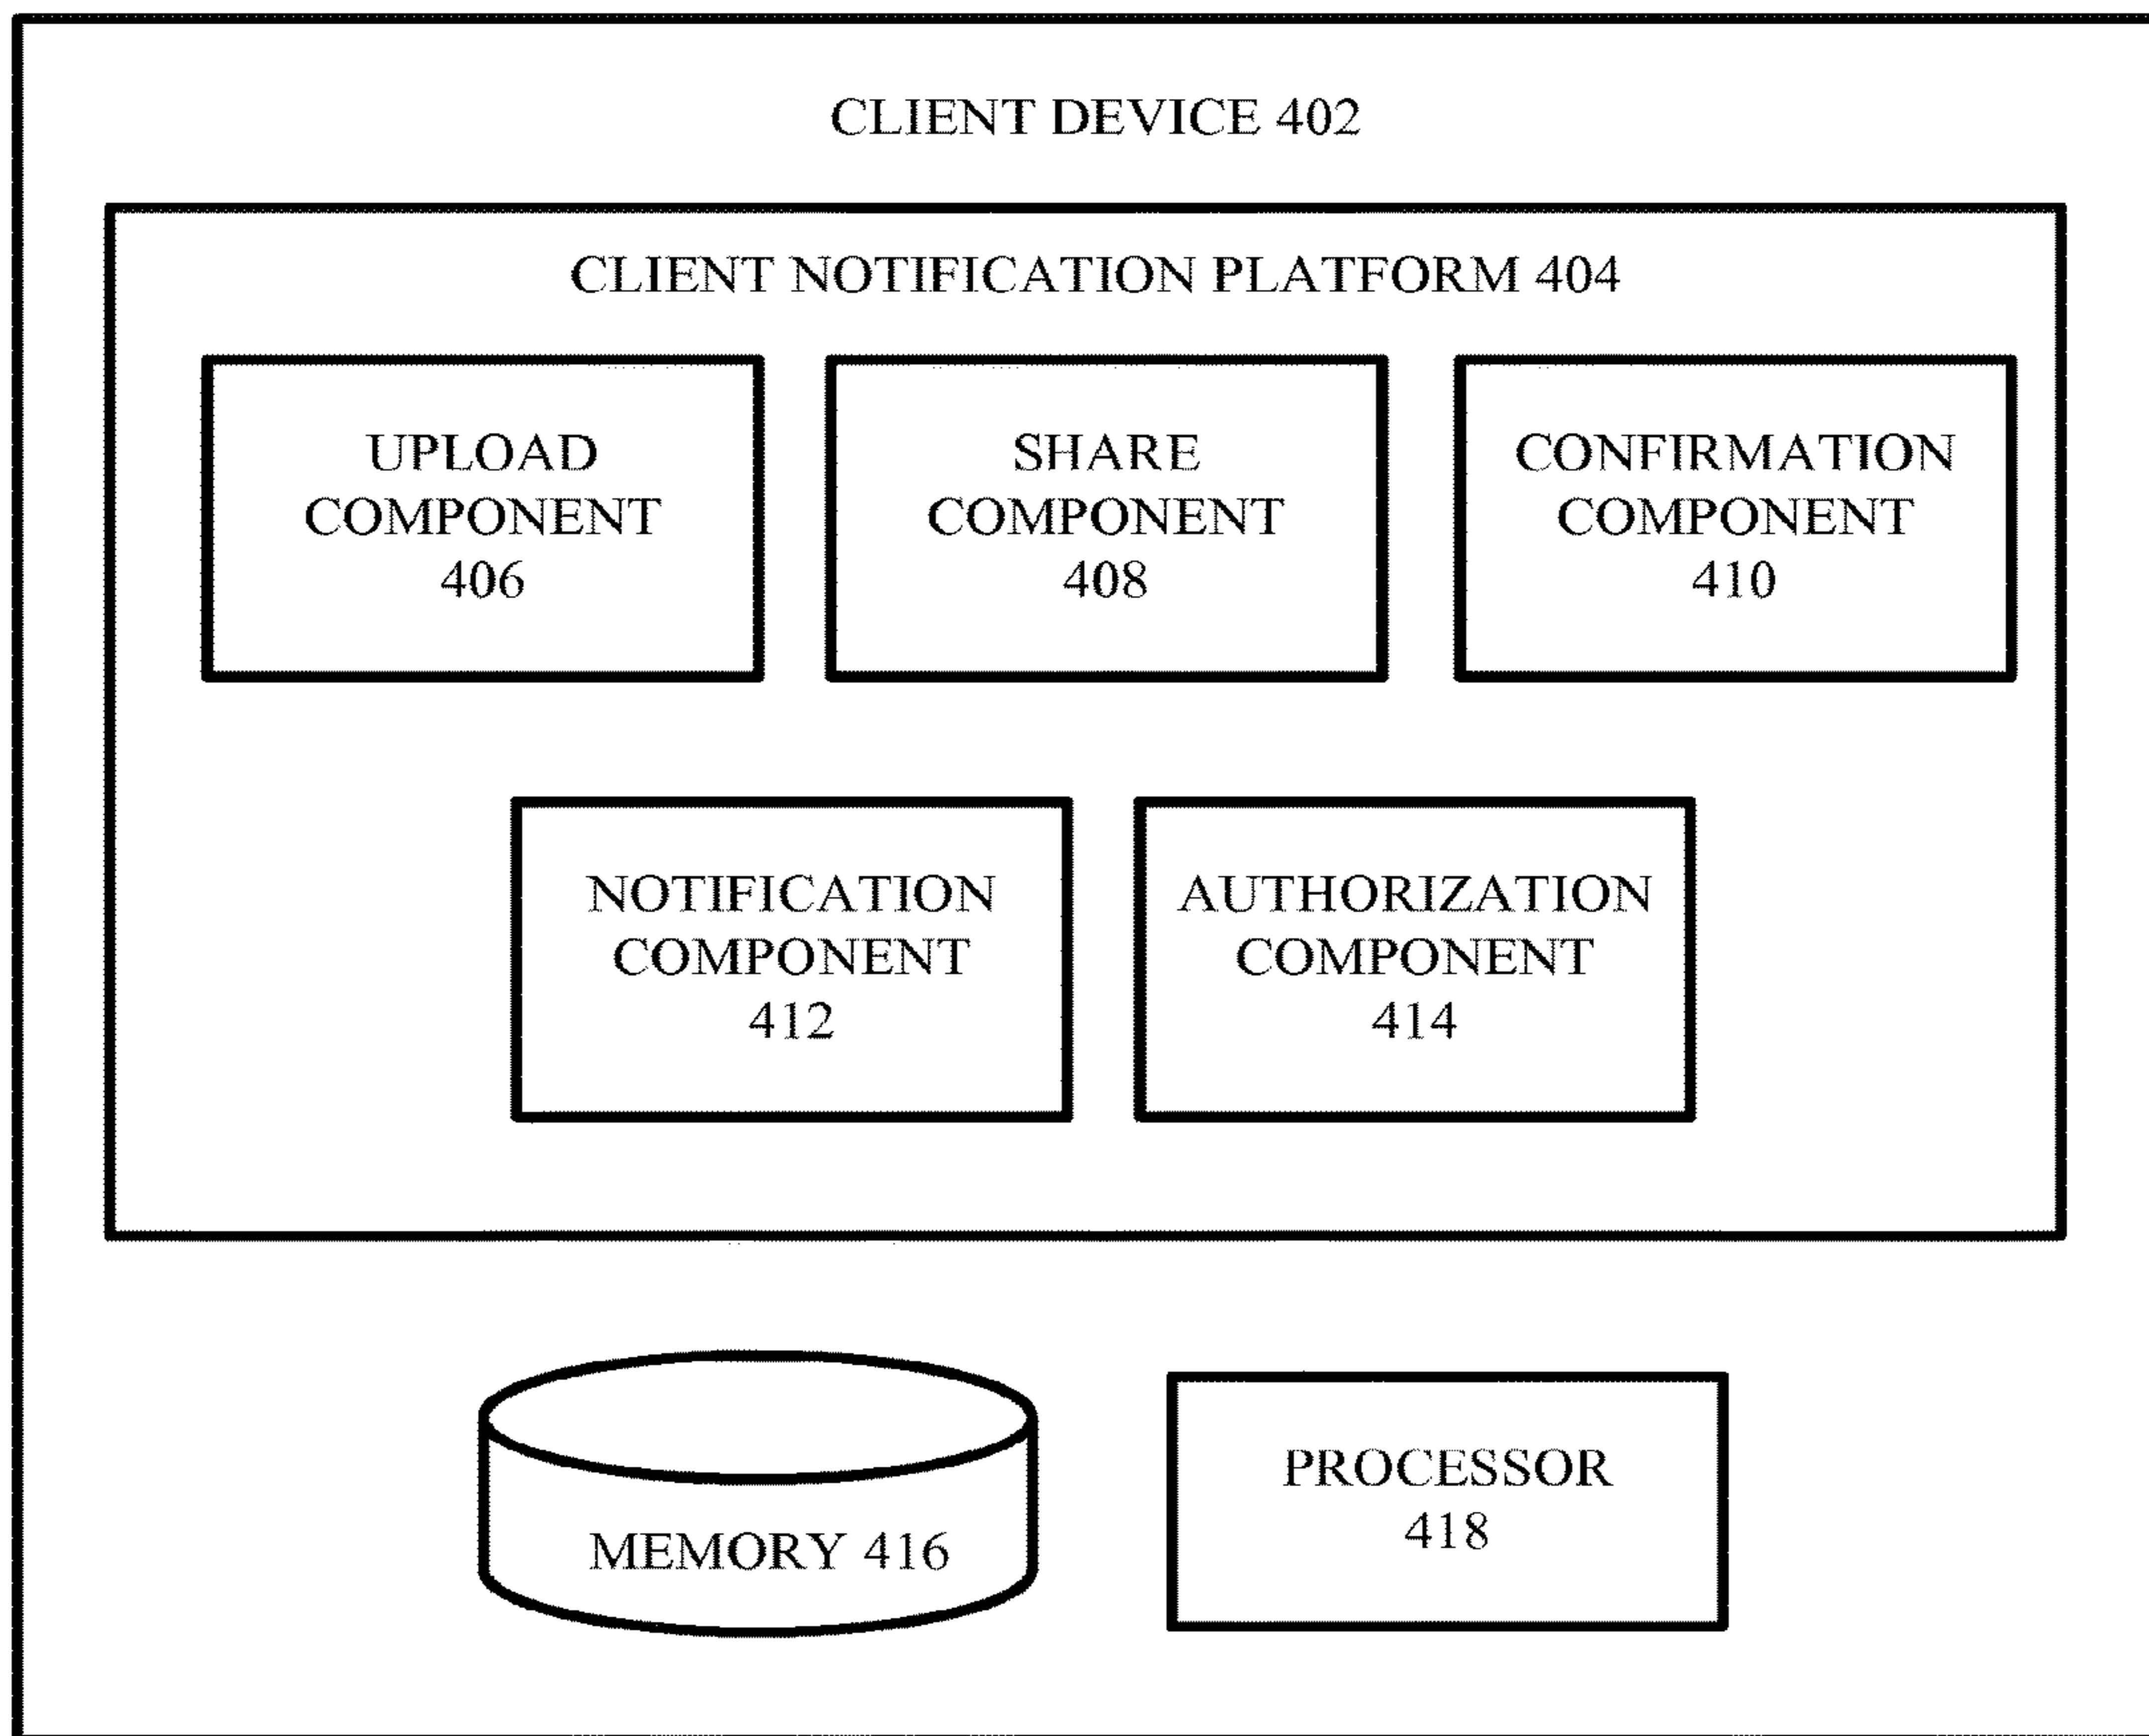 CLIENT DEVICE 402
CLIENT NOTIFICATION PLATFORM 404
UPLOAD
COMPONENT
406
SHARE
COMPONENT
408
CONFIRMATION
COMPONENT
410
NOTIFICATION
COMPONENT
412
AUTHORIZATION
COMPONENT
414
MEMORY 416
PROCESSOR
418